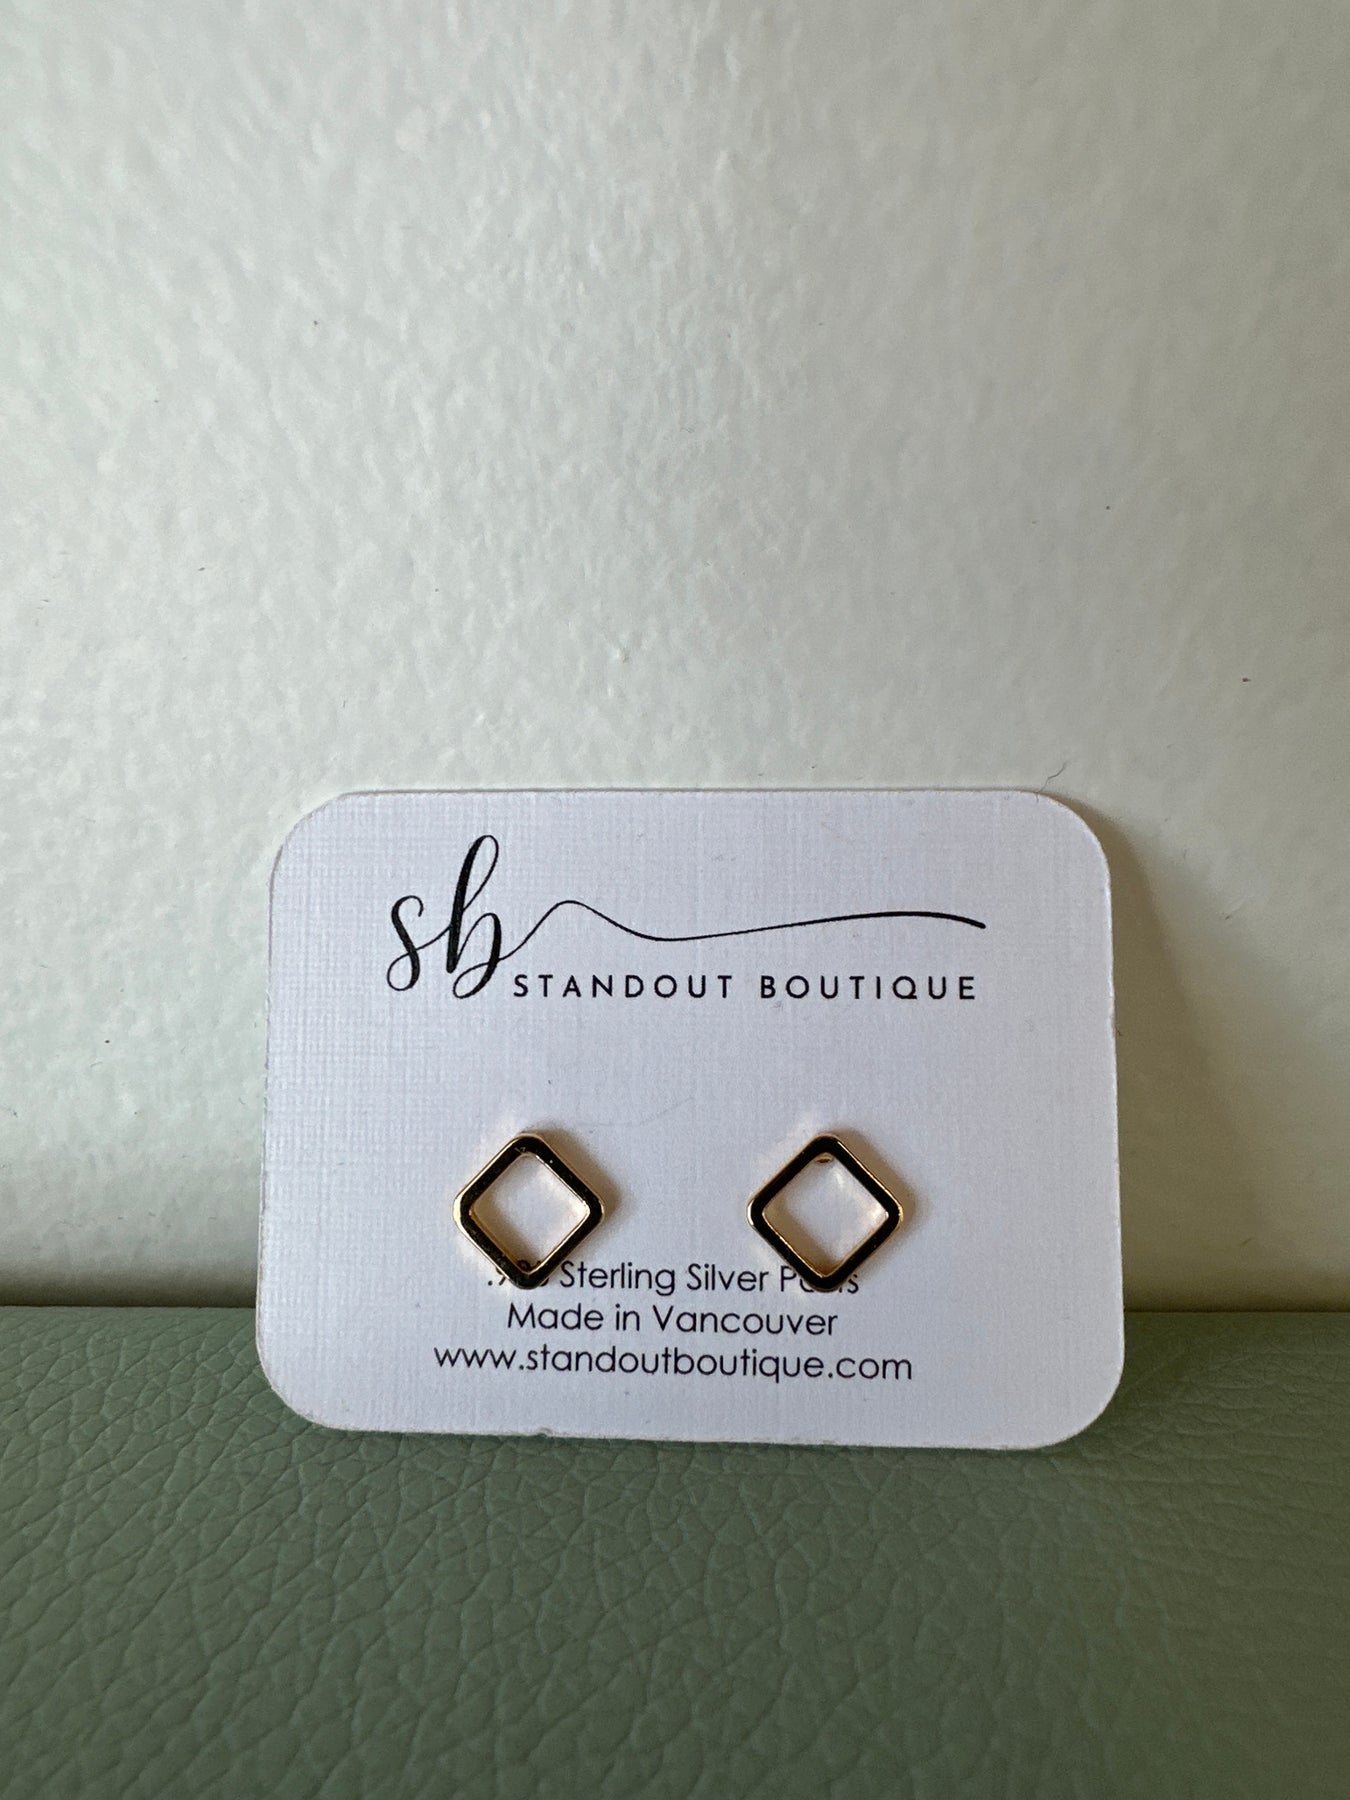 sb
STANDOUT BOUTIQUE
Sterling Silver
Made in Vancouver
www.standoutboutique.com